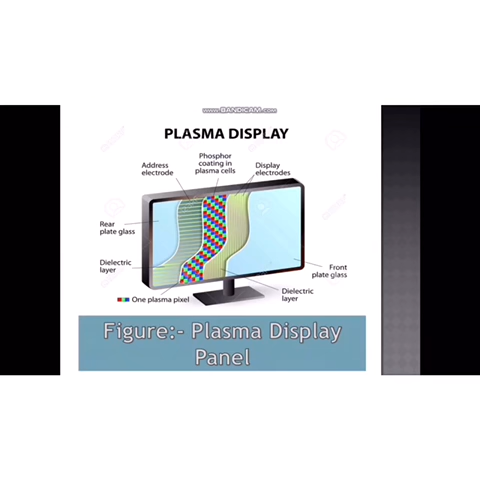 www.BANDICAM.com
PLASMA DISPLAY
Phosphor
coating in
plasma cells
Address
electrode
Display
electrodes
Rear
plate glass
Dielectric
layer
Front
plate glass
Dielectric
layer
One plasma pixel
Figure:- Plasma Display
Panel